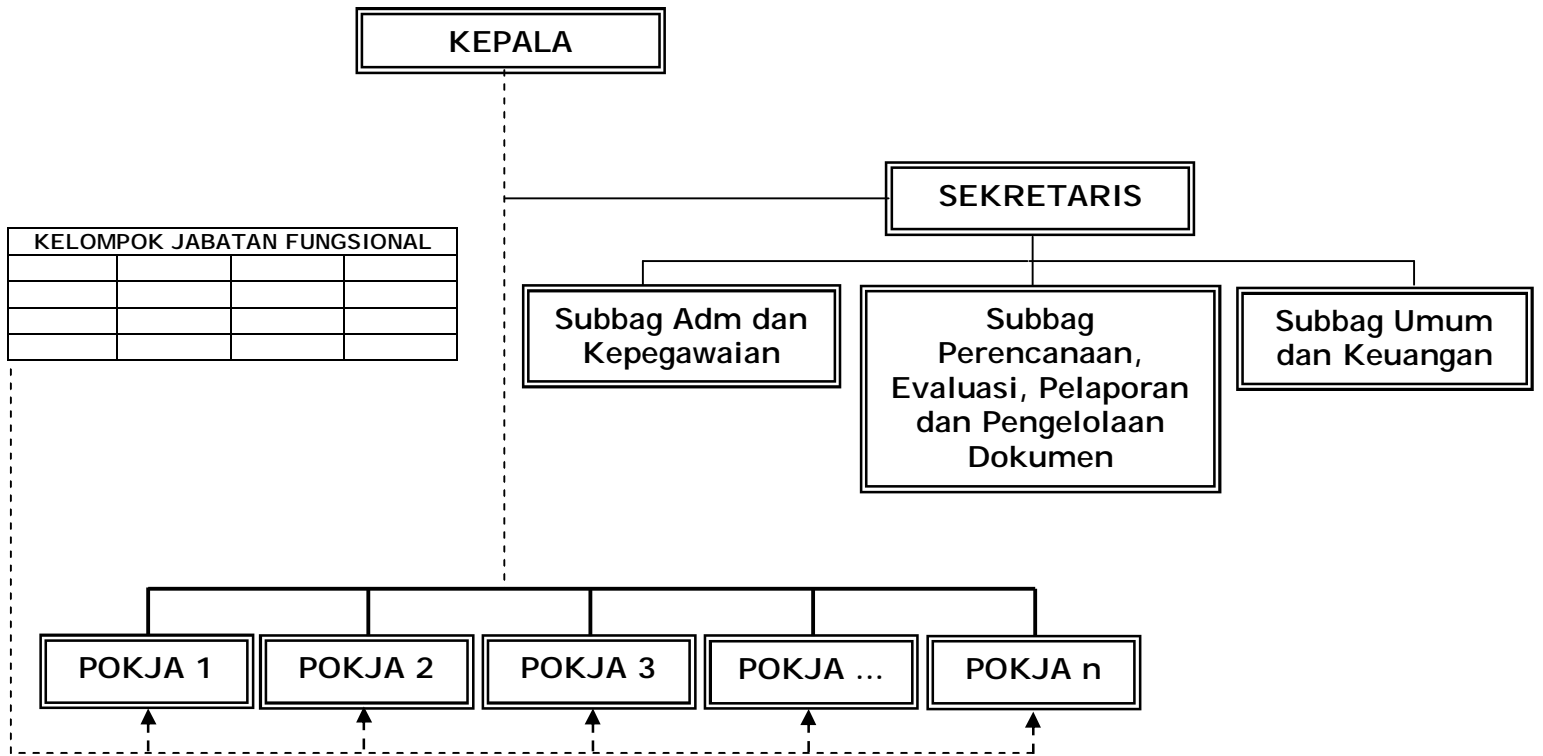 KEPALA
SEKRETARIS
KELOMPOK JABATAN FUNGSIONAL
Subbag Adm dan
Kepegawaian
Subbag
Perencanaan,
Evaluasi, Pelaporan
dan Pengelolaan
Dokumen
Subbag Umum
dan Keuangan
POKJA 1
POKJA 2
POKJA 3
POKJA ...
POKJA n